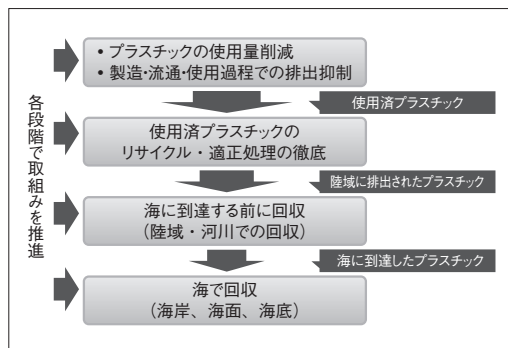 各段階で取組みを推進
• プラスチックの使用量削減
• 製造・流通・使用過程での排出抑制
使用済プラスチック
使用済プラスチックの
リサイクル・適正処理の徹底
陸域に排出されたプラスチック
海に到達する前に回収
（陸域・河川での回収）
海に到達したプラスチック
海で回収
（海岸、海面、海底）